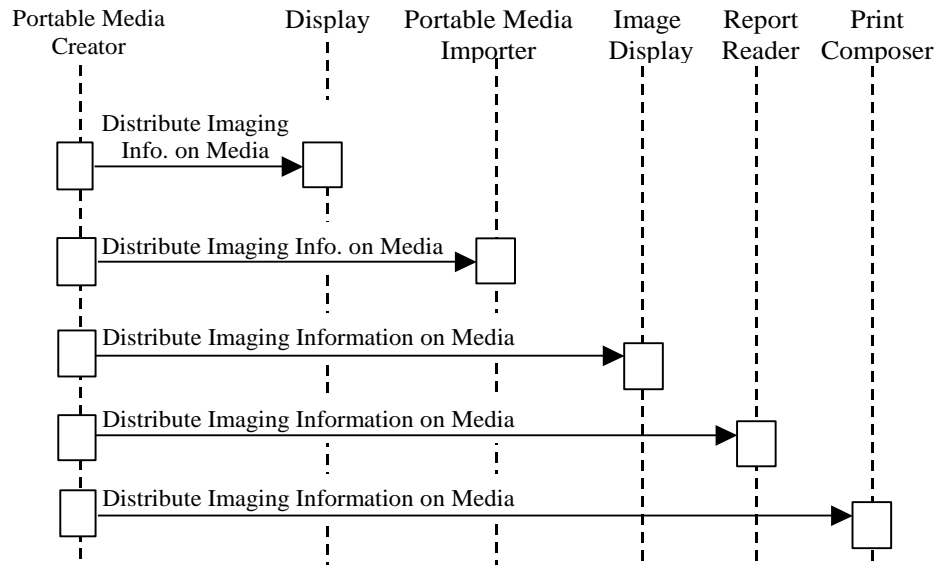 Portable Media Creator
Display
Portable Media Importer
Image Display
Report Reader
Print Composer
Distribute Imaging
Info. on Media
Distribute Imaging Info. on Media
Distribute Imaging Information on Media
Distribute Imaging Information on Media
Distribute Imaging Information on Media